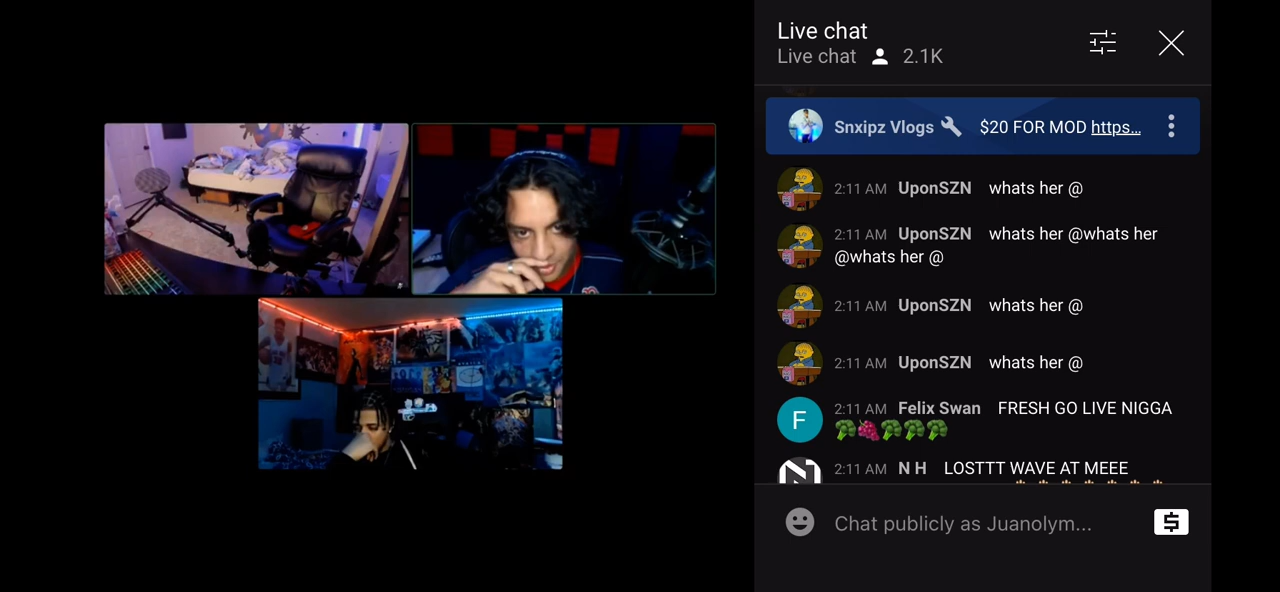 Live chat
Live chat 2.1K
Snxipz Vlogs 🔧 $20 FOR MOD https...
2:11 AM UponSZN whats her @
2:11 AM UponSZN whats her @whats her
@whats her @
2:11 AM UponSZN whats her @
2:11 AM UponSZN whats her @
F 2:11 AM Felix Swan FRESH GO LIVE NIGGA
🥦🍇🥦🥦🥦
2:11 AM N H LOSTTT WAVE AT MEEE
Chat publicly as Juanolym...